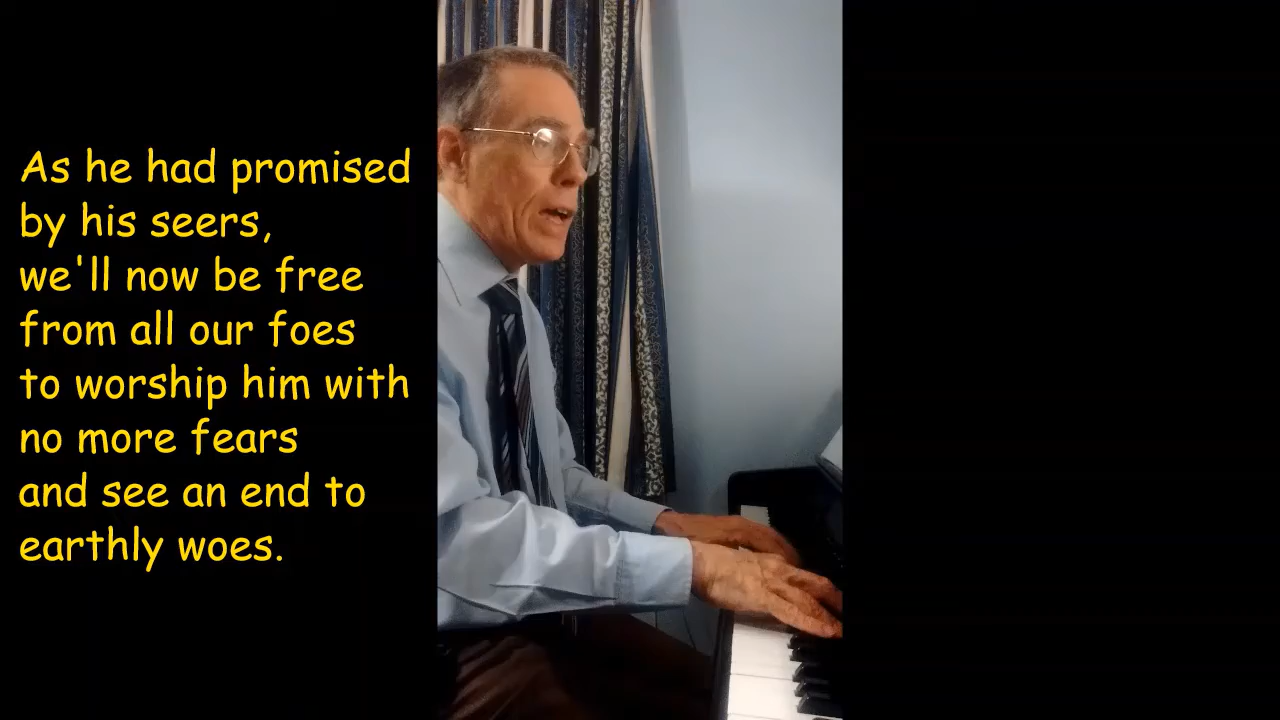 As he had promised
by his seers,
we'll now be free
from all our foes
to worship him with
no more fears
and see an end to
earthly woes.